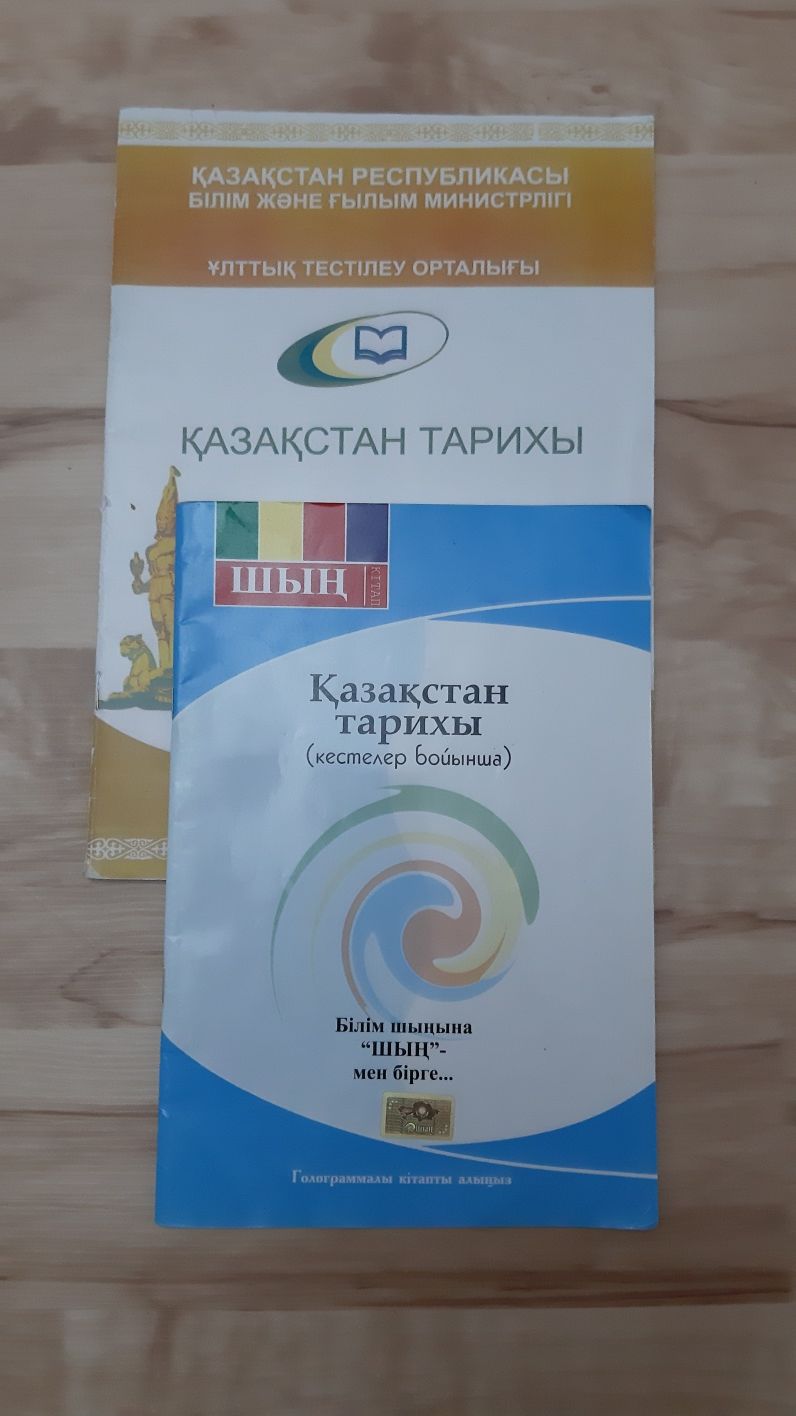 ҚАЗАҚСТАН РЕСПУБЛИКАСЫ
БІЛІМ ЖӘНЕ ҒЫЛЫМ МИНИСТРЛІГІ
ҰЛТТЫҚ ТЕСТІЛЕУ ОРТАЛЫҒЫ
ҚАЗАҚСТАН ТАРИХЫ
ШЫҢ
КІТАП
Қазақстан
тарихы
(кестелер бойынша)
Білім шыңына
“ШЫҢ”-
мен бірге...
Голограммалы кітапты алыңыз